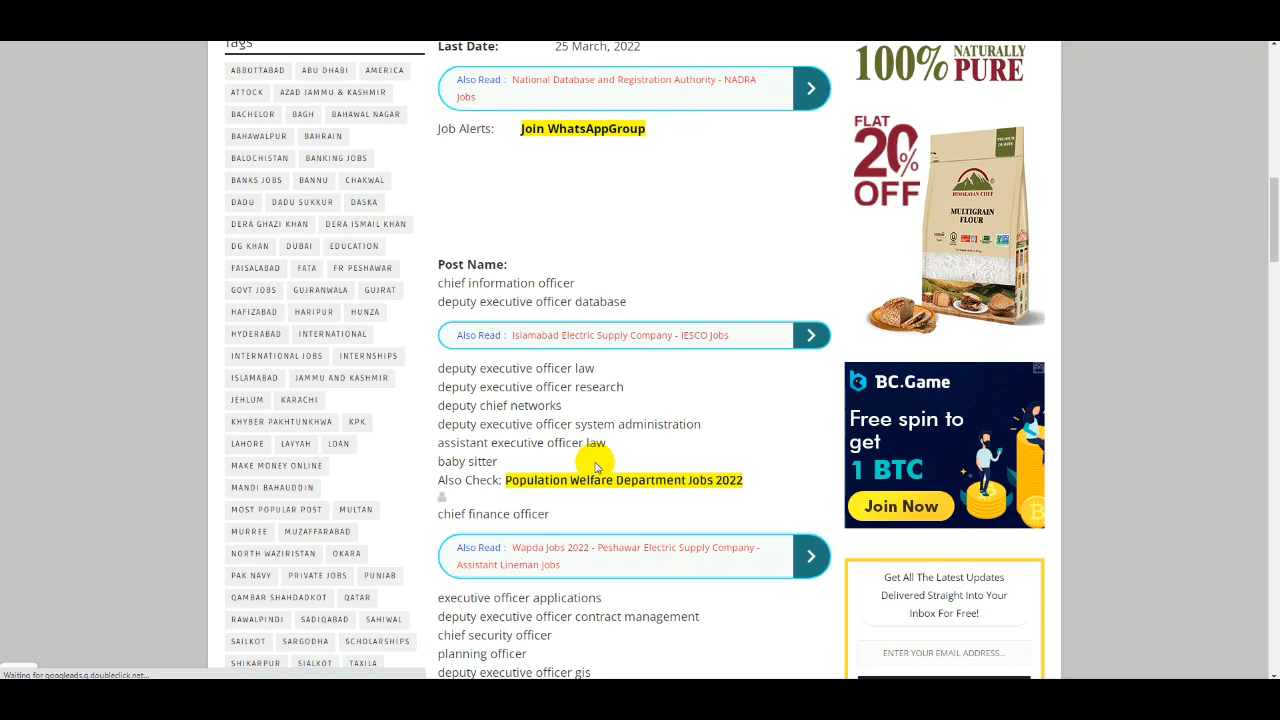 Tags
ABBOTTABAD ABU DHABI AMERICA
ATTOCK AZAD JAMMU & KASHMIR
BACHELOR BAGH BAHAWAL NAGAR
BAHAWALPUR BAHRAIN
BALOCHISTAN BANKING JOBS
BANKS JOBS BANNU CHAKWAL
DADU DADU SUKKUR DASKA
DERA GHAZI KHAN DERA ISMAIL KHAN
DG KHAN DUBAI EDUCATION
FAISALABAD FATA FR PESHAWAR
GOVT JOBS GUJRANWALA GUJRAT
HAFIZABAD HARIPUR HUNZA
HYDERABAD INTERNATIONAL
INTERNATIONAL JOBS INTERNSHIPS
ISLAMABAD JAMMU AND KASHMIR
JEHLUM KARACHI
KHYBER PAKHTUNKHWA KPK
LAHORE LAYYAH LOAN
MAKE MONEY ONLINE
MANDI BAHAUDDIN
MOST POPULAR POST MULTAN
MURREE MUZAFFARABAD
NORTH WAZIRISTAN OKARA
PAK NAVY PRIVATE JOBS PUNJAB
QAMBAR SHAHDADKOT QATAR
RAWALPINDI SADIQABAD SAHIWAL
SAILKOT SARGODHA SCHOLARSHIPS
SHIKARPUR SIALKOT TAXILA
Waiting for googleads.g.doubleclick.net...
Last Date: 25 March, 2022
Also Read : National Database and Registration Authority - NADRA
Jobs
Job Alerts: Join WhatsAppGroup
Post Name:
chief information officer
deputy executive officer database
Also Read : Islamabad Electric Supply Company - IESCO Jobs
deputy executive officer law
deputy executive officer research
deputy chief networks
deputy executive officer system administration
assistant executive officer law
baby sitter
Also Check: Population Welfare Department Jobs 2022
chief finance officer
Also Read : Wapda Jobs 2022 - Peshawar Electric Supply Company -
Assistant Lineman jobs
executive officer applications
deputy executive officer contract management
chief security officer
planning officer
deputy executive officer gis
100% NATURALLY
PURE
FLAT
20%
OFF
HIMALAYAN CHEF
MULTIGRAIN
FLOUR
BC.Game
Free spin to
get
1 BTC
Join Now
Get All The Latest Updates
Delivered Straight Into Your
Inbox For Free!
ENTER YOUR EMAIL ADDRESS...